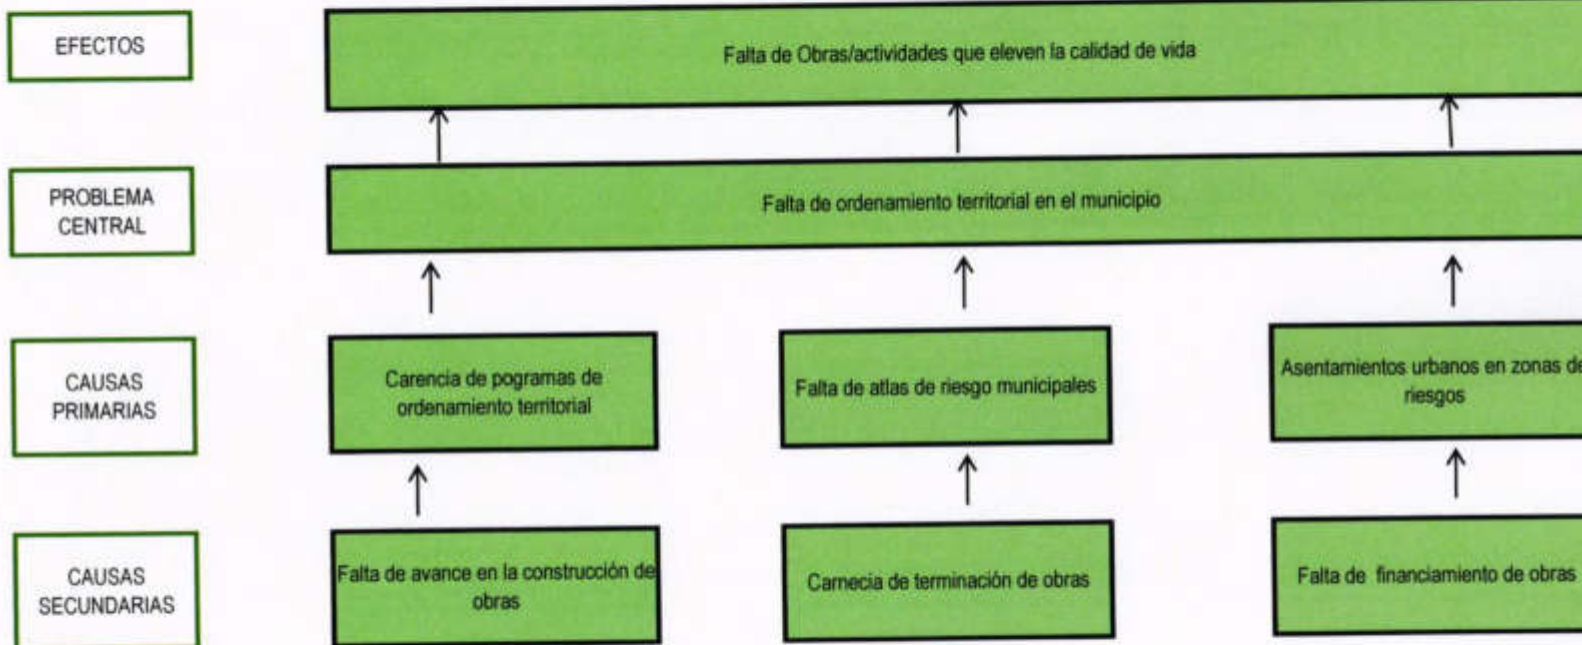 EFECTOS
Falta de Obras/actividades que eleven la calidad de vida
PROBLEMA
CENTRAL
Falta de ordenamiento territorial en el municipio
CAUSAS
PRIMARIAS
Carencia de pogramas de
ordenamiento territorial
Falta de atlas de riesgo municipales
Asentamientos urbanos en zonas de
riesgos
CAUSAS
SECUNDARIAS
Falta de avance en la construcción de
obras
Carnecia de terminación de obras
Falta de financiamiento de obras